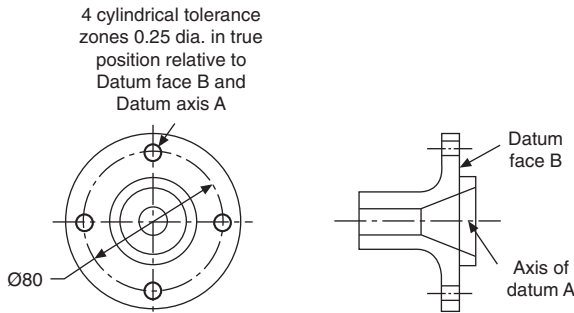 4 cylindrical tolerance
zones 0.25 dia. in true
position relative to
Datum face B and
Datum axis A
Datum
face B
Ø80
Axis of
datum A